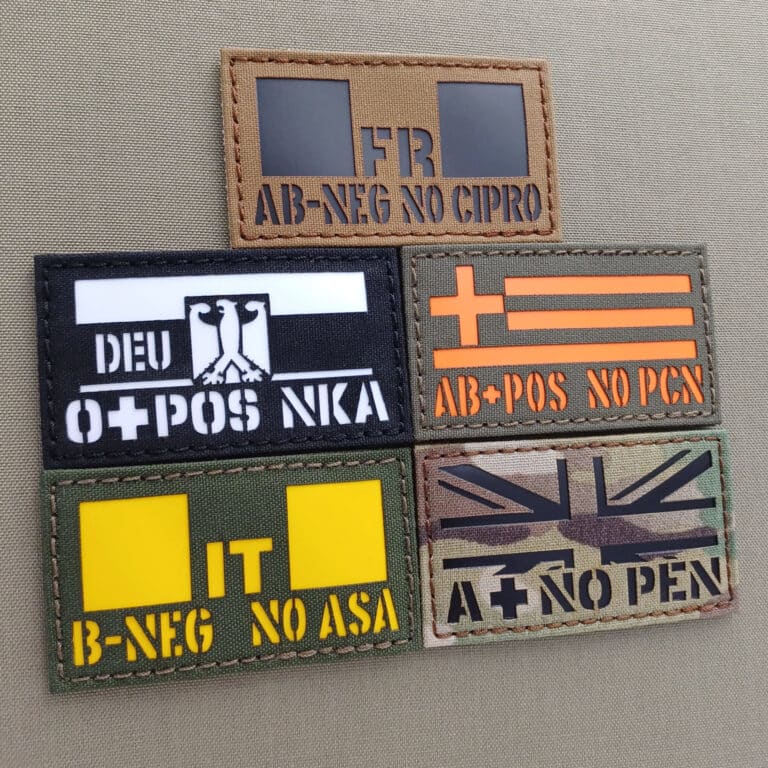 FR
AB-NEG NO CIPRO
DEU
O+POS NKA
AB+POS NO PCN
IT
B-NEG NO ASA
A+NO PEN